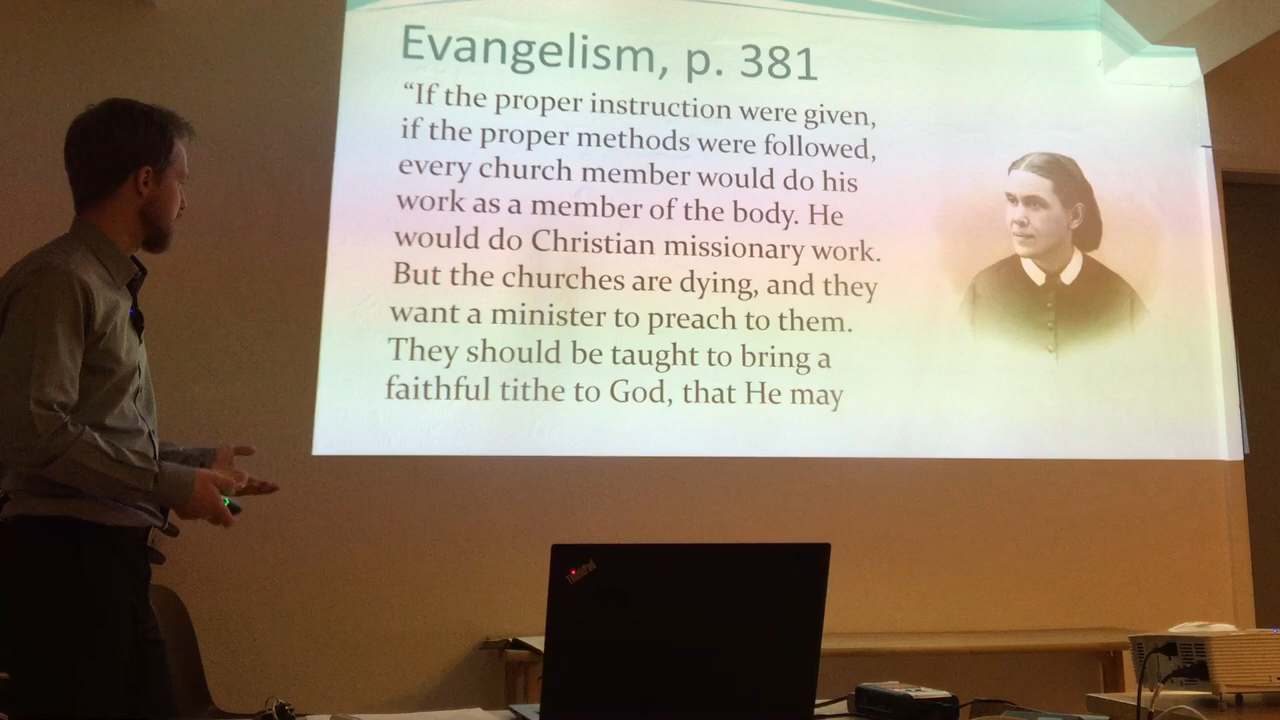 Evangelism, p. 381
“If the proper instruction were given,
if the proper methods were followed,
every church member would do his
work as a member of the body. He
would do Christian missionary work.
But the churches are dying, and they
want a minister to preach to them.
They should be taught to bring a
faithful tithe to God, that He may
ThinkPad